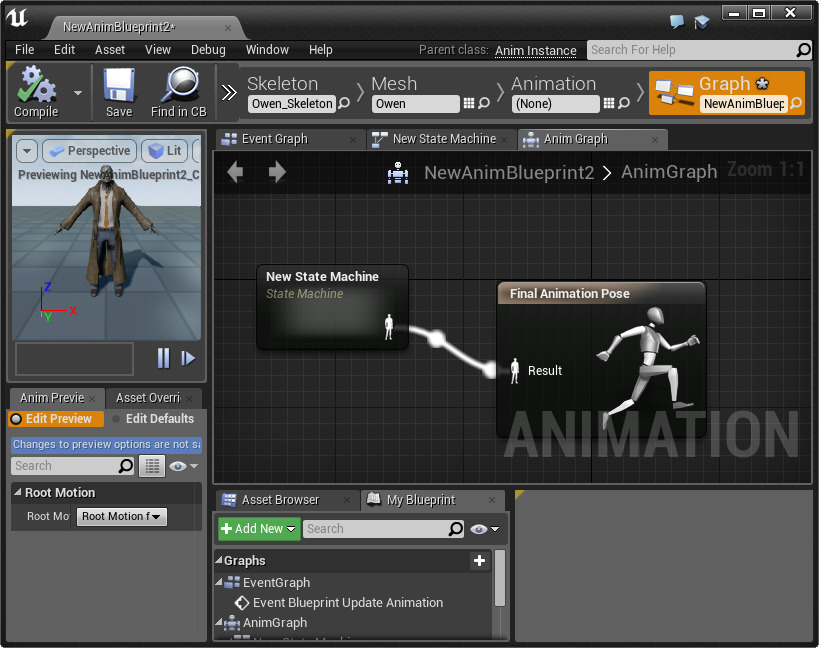 NewAnimBlueprint2*
File Edit Asset View Debug Window Help Parent class: Anim Instance Search For Help
Compile Save Find in CB
Skeleton Mesh Animation Graph
Owen_Skeleton Owen (None) NewAnimBluep
Perspective Lit
Previewing NewAnimBlueprint2_C
Z
X
Y
Event Graph New State Machine Anim Graph
NewAnimBlueprint2 > AnimGraph Zoom 1:1
New State Machine
State Machine
Final Animation Pose
Result
ANIMATION
Anim Previe Asset Overri
Edit Preview Edit Defaults
Changes to preview options are not sa
Search
Root Motion
Root Mo Root Motion f
Asset Browser My Blueprint
+ Add New Search
Graphs
EventGraph
Event Blueprint Update Animation
AnimGraph